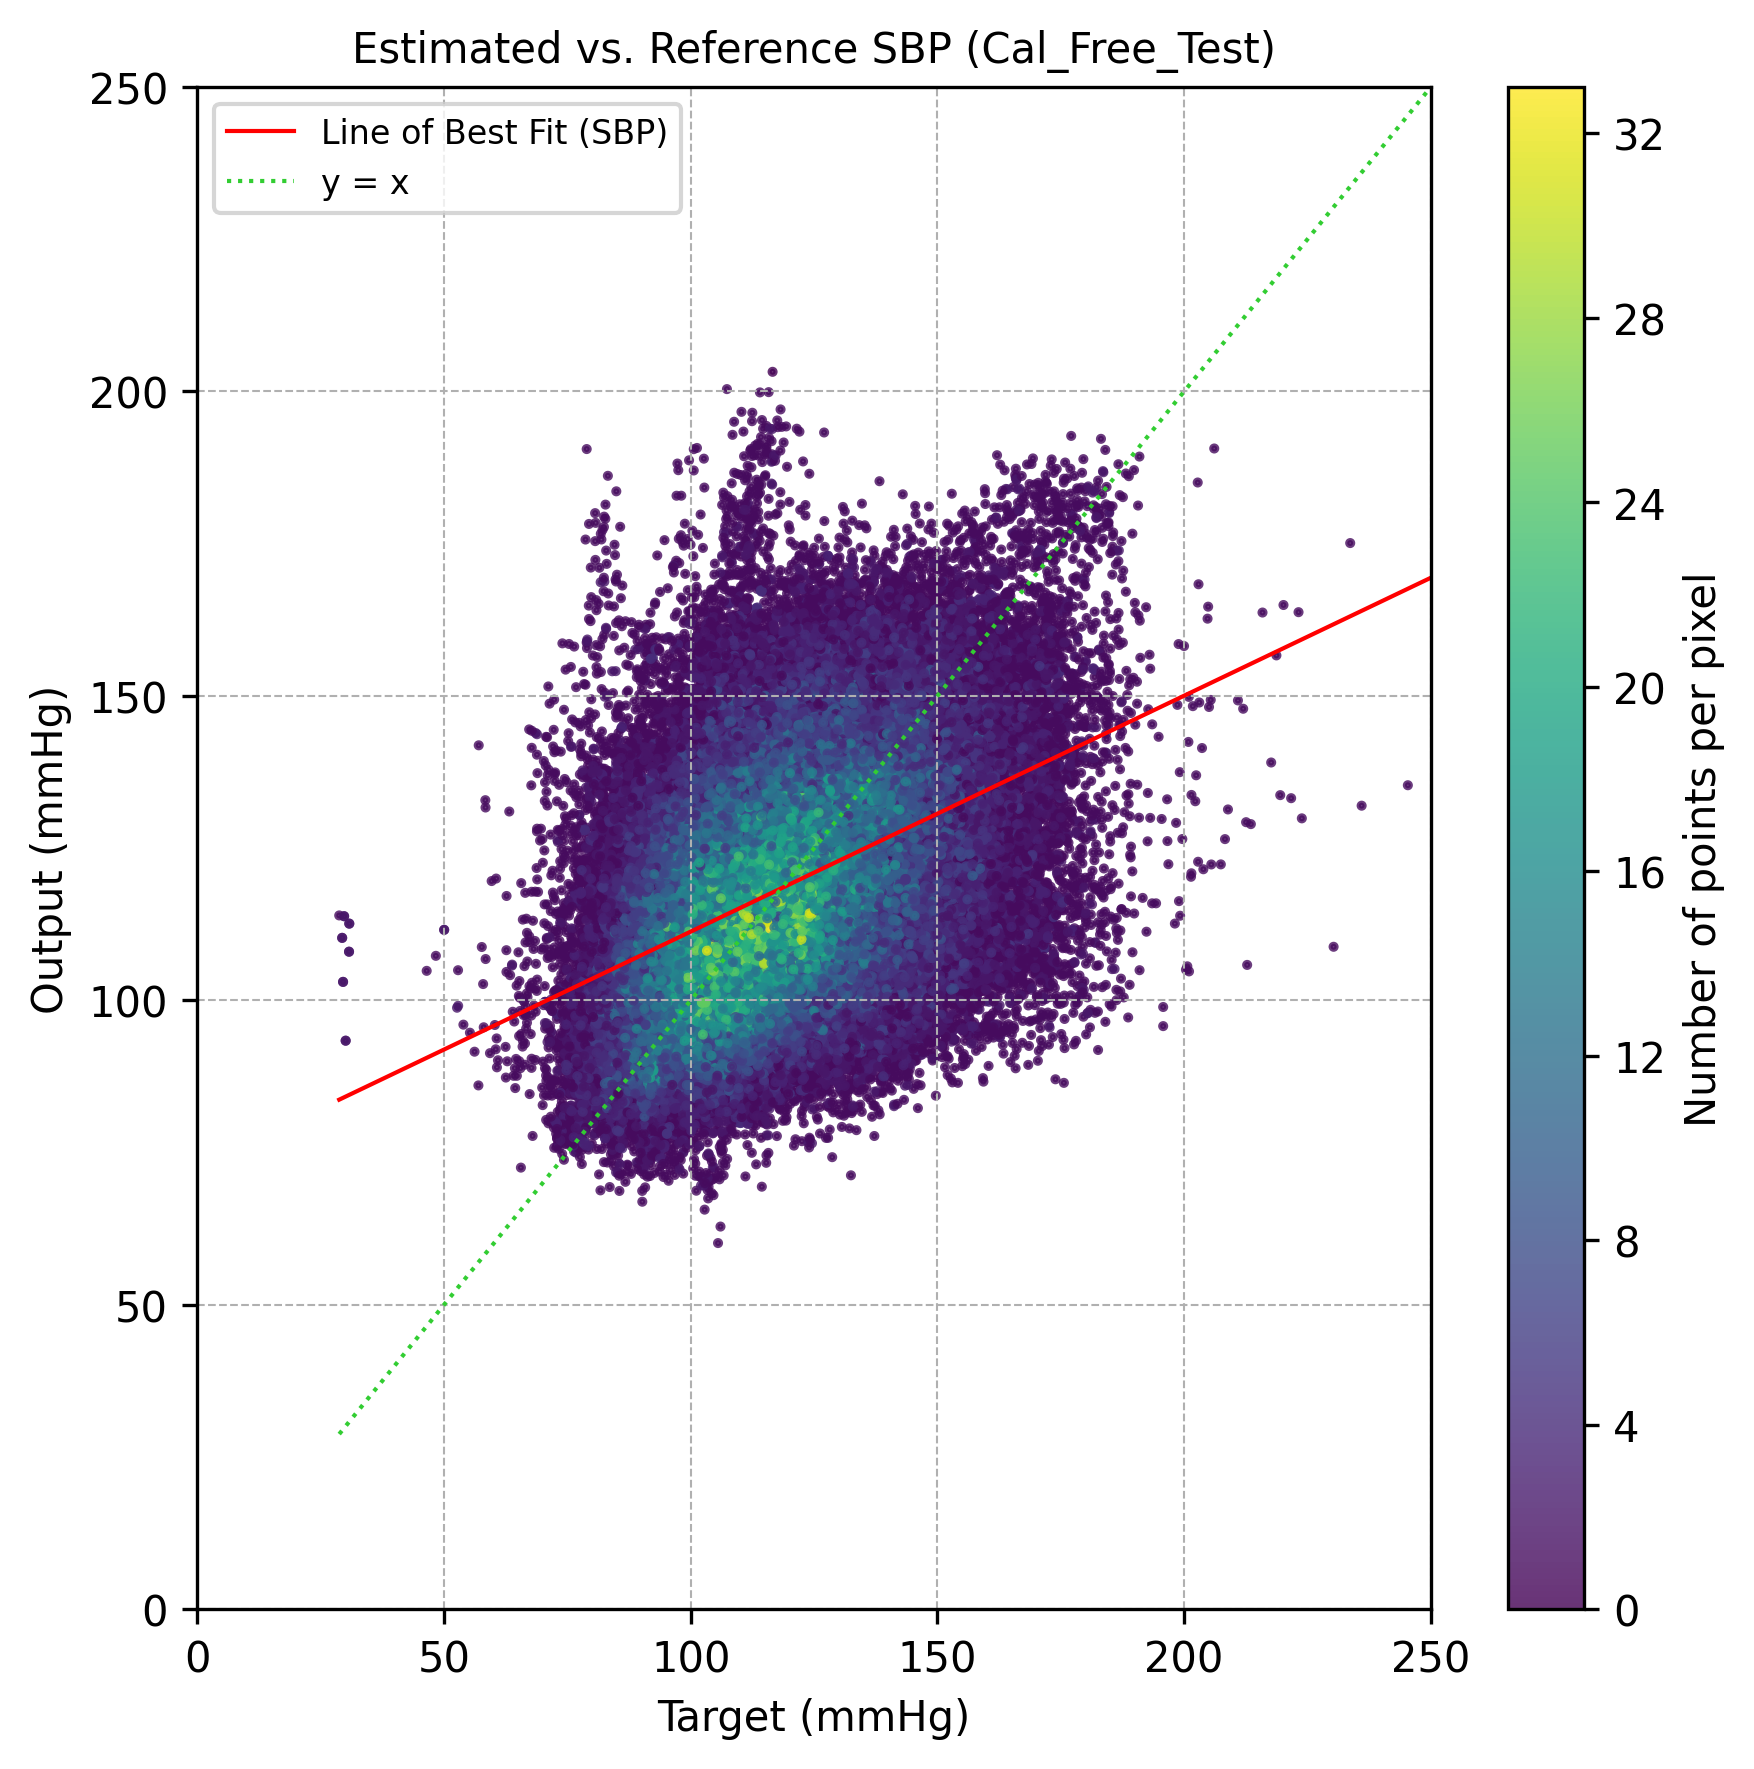 Estimated vs. Reference SBP (Cal_Free_Test)
Line of Best Fit (SBP)
y = x
250
200
150
100
50
0
Output (mmHg)
0 50 100 150 200 250
Target (mmHg)
32
28
24
20
16
12
8
4
0
Number of points per pixel